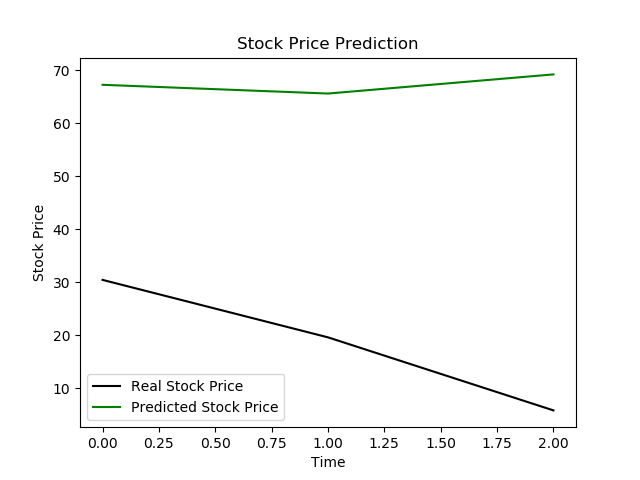 Stock Price Prediction
Stock Price
70
60
50
40
30
20
10
Real Stock Price
Predicted Stock Price
0.00 0.25 0.50 0.75 1.00 1.25 1.50 1.75 2.00
Time